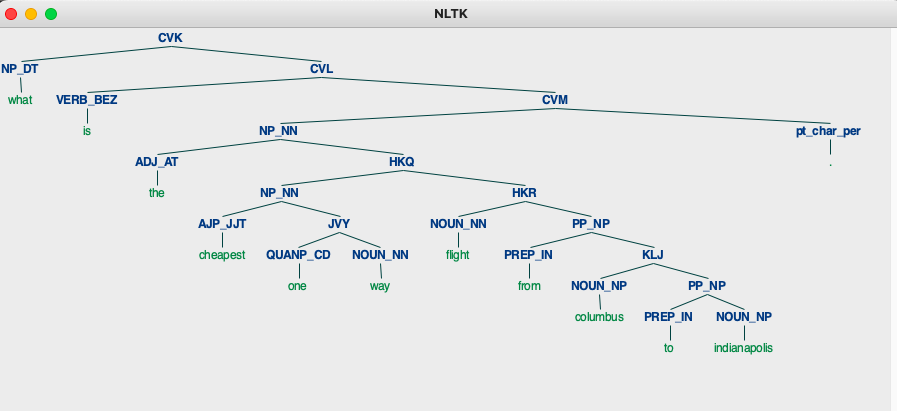 NLTK
CVK
NP_DT CVL
what VERB_BEZ CVM
is NP_NN pt_char_per
ADJ_AT HKQ .
the NP_NN HKR
AJP_JJT JVY NOUN_NN PP_NP
cheapest QUANP_CD NOUN_NN flight PREP_IN KLJ
one way from NOUN_NP PP_NP
columbus PREP_IN NOUN_NP
to indianapolis